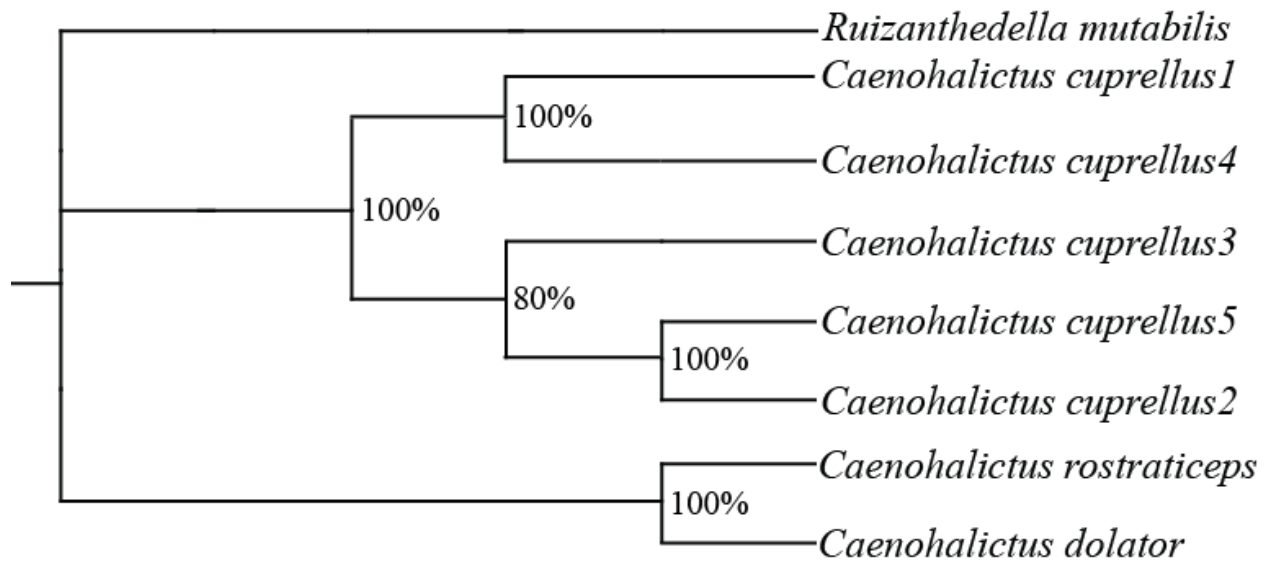 Ruizanthedella mutabilis
Caenohalictus cuprellus1
100%
Caenohalictus cuprellus4
100%
Caenohalictus cuprellus3
80%
Caenohalictus cuprellus5
100%
Caenohalictus cuprellus2
Caenohalictus rostraticeps
100%
Caenohalictus dolator